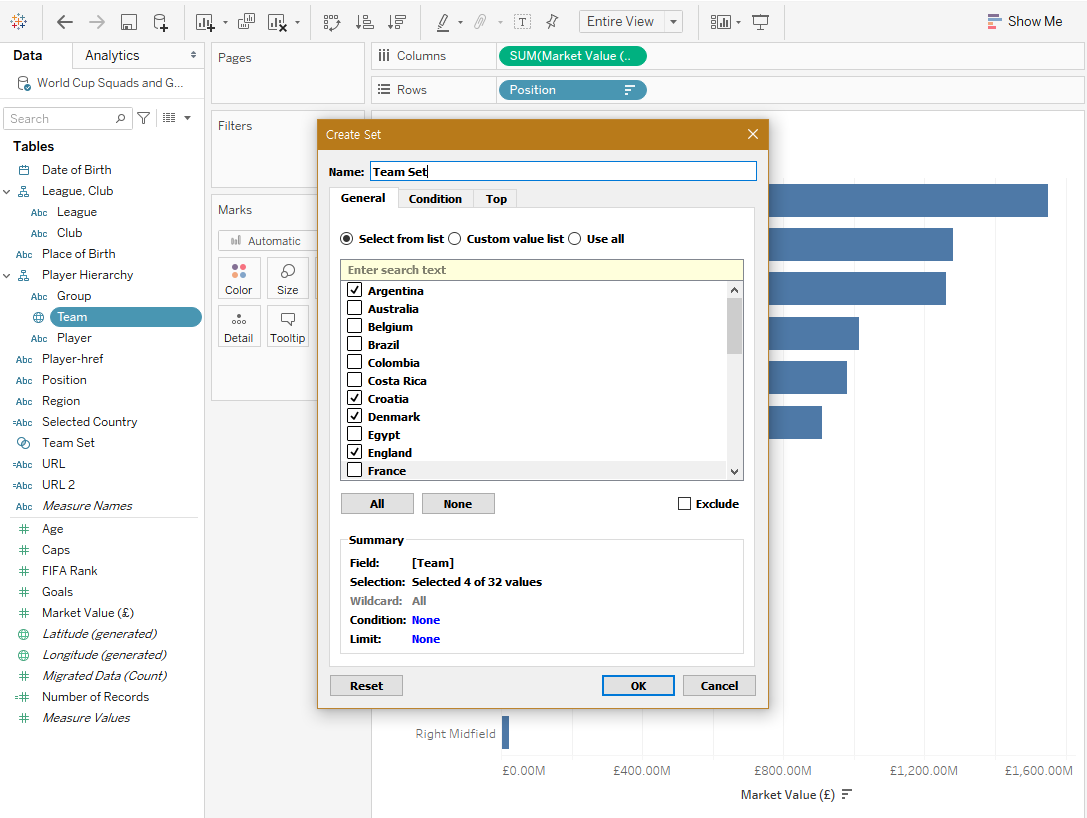 Entire View
Show Me
Data
Analytics
Pages
Columns
SUM(Market Value (..
World Cup Squads and G...
Rows
Position
Search
Filters
Tables
Date of Birth
League, Club
Abc League
Abc Club
Abc Place of Birth
Player Hierarchy
Abc Group
Team
Abc Player
Abc Player-href
Abc Position
Abc Region
=Abc Selected Country
Team Set
=Abc URL
=Abc URL 2
Abc Measure Names
# Age
# Caps
# FIFA Rank
# Goals
# Market Value (£)
Latitude (generated)
Longitude (generated)
# Migrated Data (Count)
=# Number of Records
# Measure Values
Marks
Automatic
Color
Size
Detail
Tooltip
Create Set
Name: Team Set
General
Condition
Top
Select from list
Custom value list
Use all
Enter search text
Argentina
Australia
Belgium
Brazil
Colombia
Costa Rica
Croatia
Denmark
Egypt
England
France
All
None
Exclude
Summary
Field: [Team]
Selection: Selected 4 of 32 values
Wildcard: All
Condition: None
Limit: None
Reset
OK
Cancel
Right Midfield
£0.00M £400.00M £800.00M £1,200.00M £1,600.00M
Market Value (£)